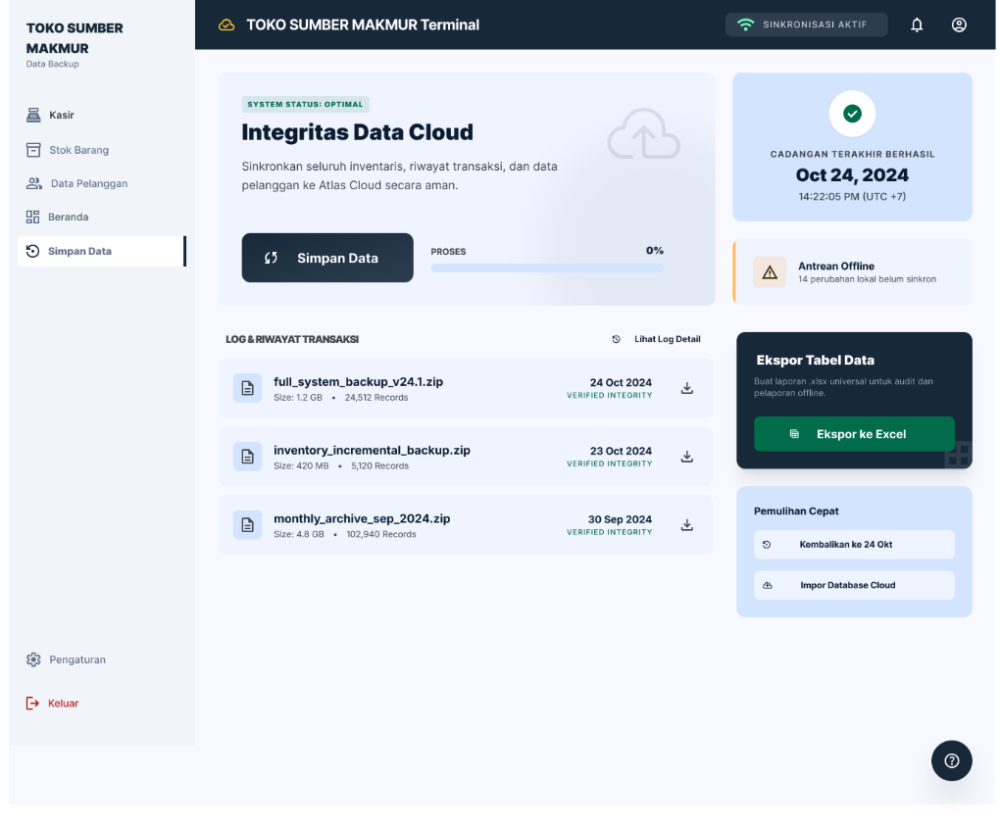 TOKO SUMBER
MAKMUR
Data Backup
Kasir
Stok Barang
Data Pelanggan
Beranda
Simpan Data
Pengaturan
Keluar
TOKO SUMBER MAKMUR Terminal
SINKRONISASI AKTIF
SYSTEM STATUS: OPTIMAL
Integritas Data Cloud
Sinkronkan seluruh inventaris, riwayat transaksi, dan data
pelanggan ke Atlas Cloud secara aman.
Simpan Data
PROSES
0%
CADANGAN TERAKHIR BERHASIL
Oct 24, 2024
14:22:05 PM (UTC +7)
Antrean Offline
14 perubahan lokal belum sinkron
LOG & RIWAYAT TRANSAKSI
Lihat Log Detail
full_system_backup_v24.1.zip
Size: 1.2 GB • 24,512 Records
24 Oct 2024
VERIFIED INTEGRITY
inventory_incremental_backup.zip
Size: 420 MB • 5,120 Records
23 Oct 2024
VERIFIED INTEGRITY
monthly_archive_sep_2024.zip
Size: 4.8 GB • 102,940 Records
30 Sep 2024
VERIFIED INTEGRITY
Ekspor Tabel Data
Buat laporan .xlsx universal untuk audit dan
pelaporan offline.
Ekspor ke Excel
Pemulihan Cepat
Kembalikan ke 24 Okt
Impor Database Cloud